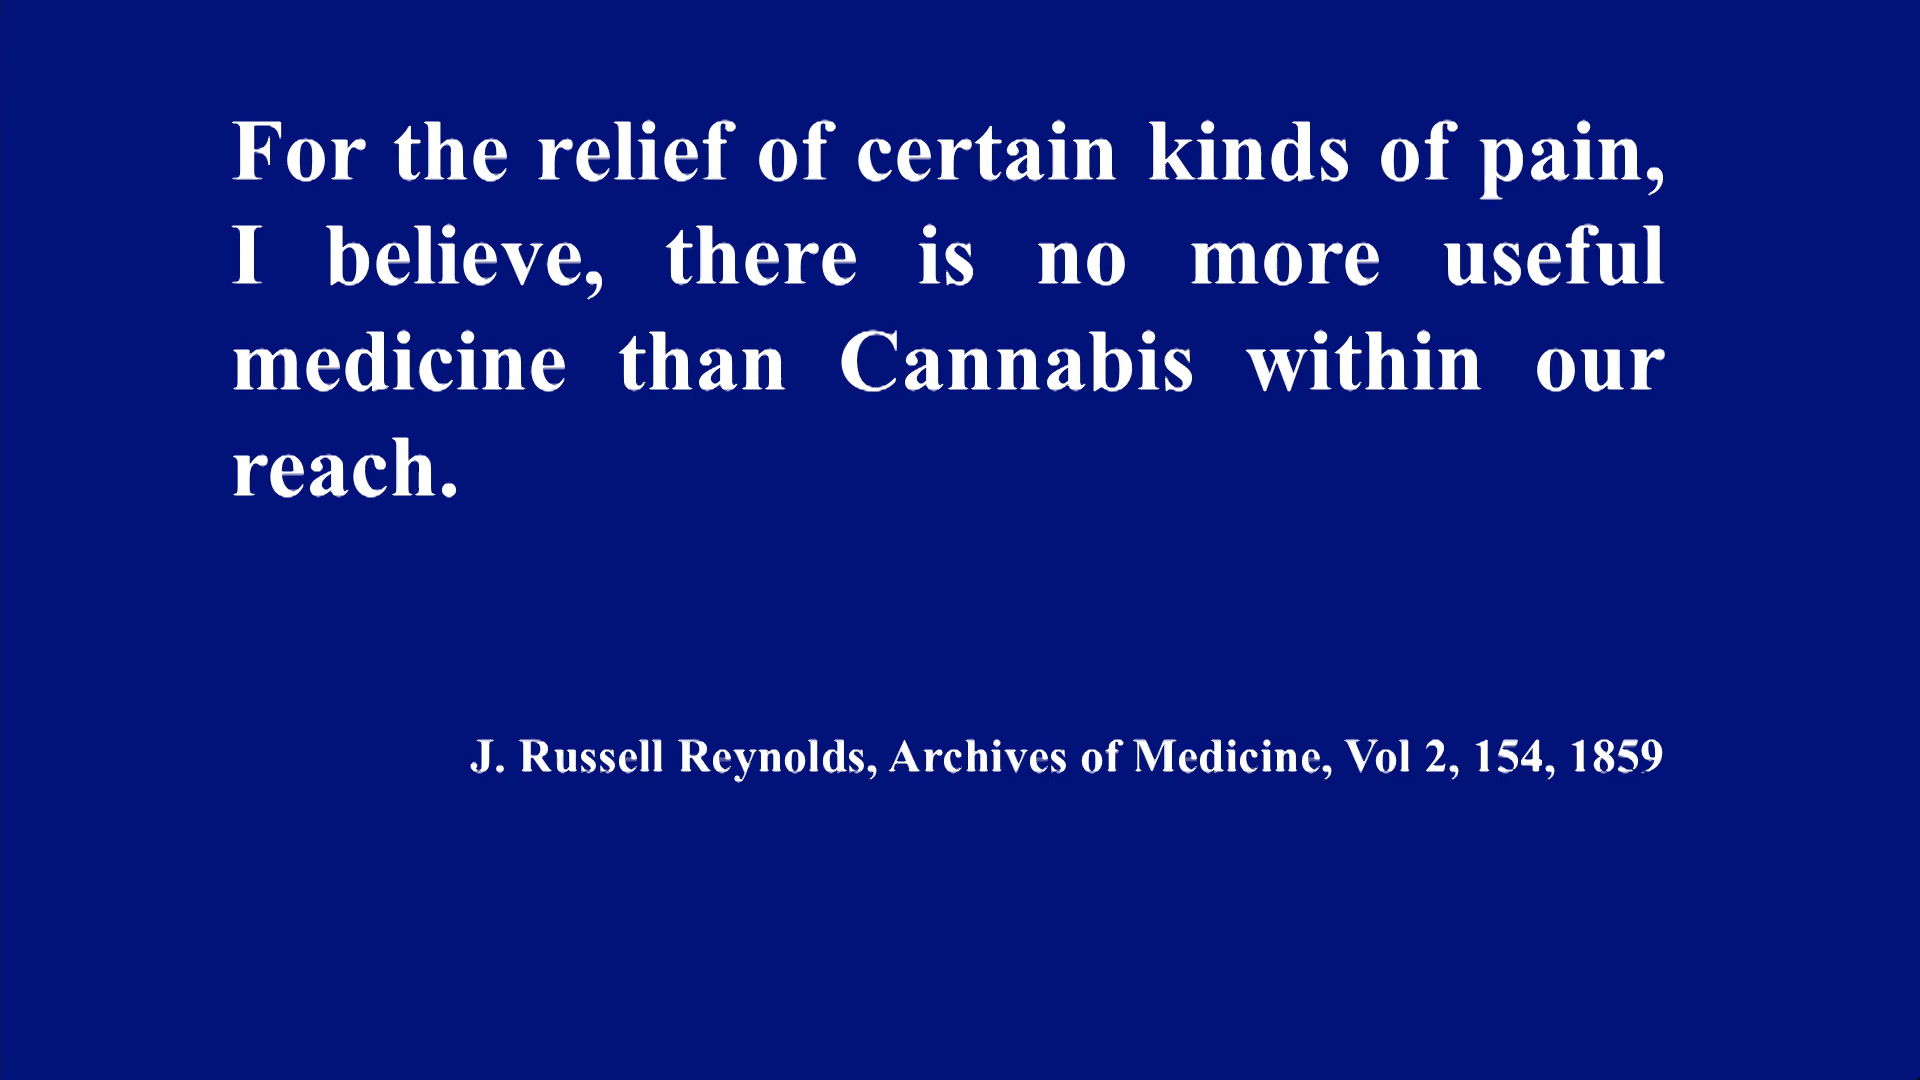 For the relief of certain kinds of pain,
I believe, there is no more useful
medicine than Cannabis within our
reach.
J. Russell Reynolds, Archives of Medicine, Vol 2, 154, 1859